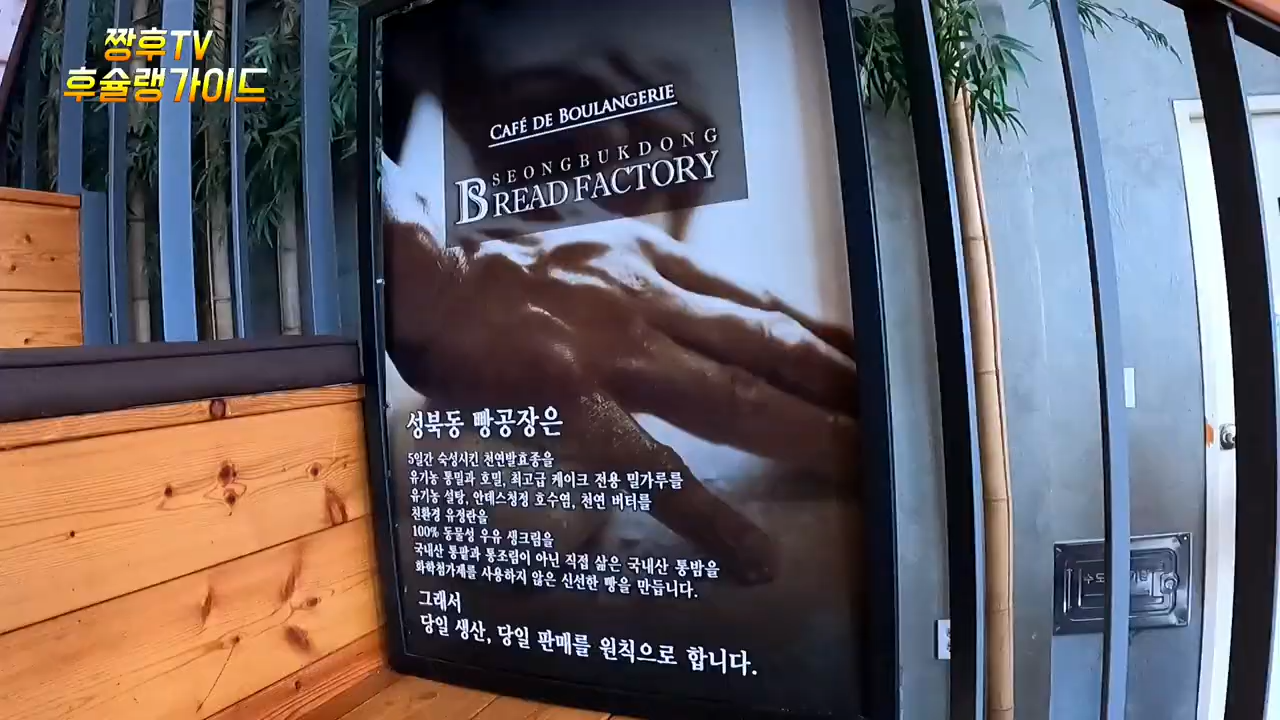 짱후TV
후슐랭가이드
CAFÉ DE BOULANGERIE
SEONGBUKDONG
BREAD FACTORY
성북동 빵공장은
5일간 숙성시킨 천연발효종을
유기농 통밀과 호밀, 최고급 케이크 전용 밀가루를
유기농 설탕, 안데스청정 호수염, 천연 버터를
친환경 유정란을
100% 동물성 우유 생크림을
국내산 통팥과 통조림이 아닌 직접 삶은 국내산 통밤을
화학첨가제를 사용하지 않은 신선한 빵을 만듭니다.
그래서
당일 생산, 당일 판매를 원칙으로 합니다.
수도